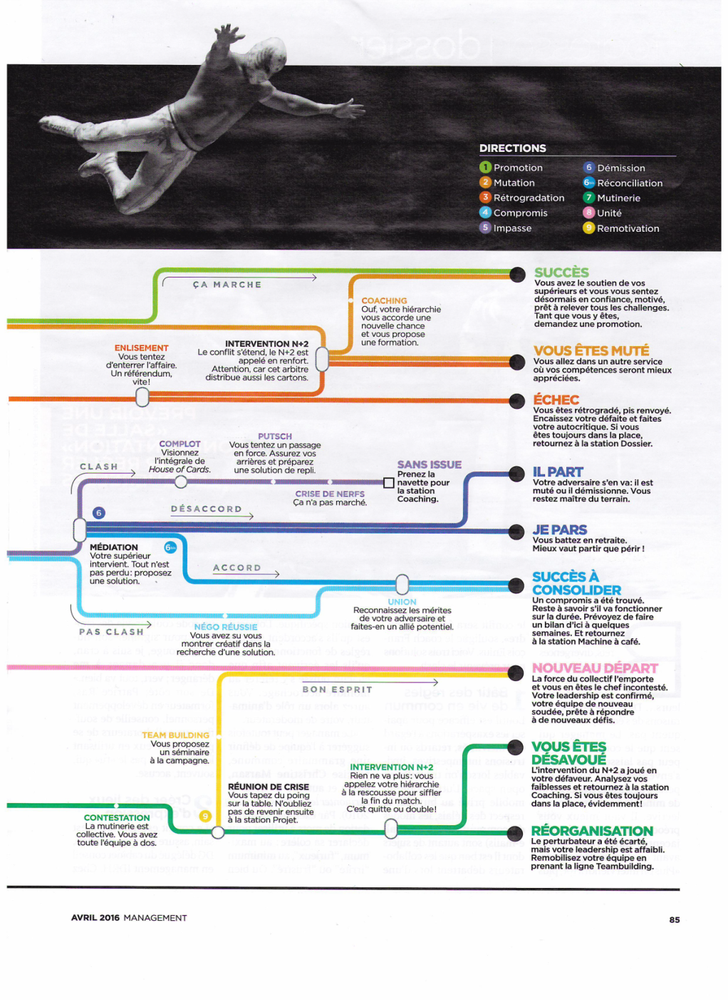 DIRECTIONS
1 Promotion
2 Mutation
3 Rétrogradation
4 Compromis
5 Impasse
6 Démission
6bis Réconciliation
7 Mutinerie
8 Unité
9 Remotivation
ÇA MARCHE
SUCCÈS
Vous avez le soutien de vos
supérieurs et vous vous sentez
désormais en confiance, motivé,
prêt à relever tous les challenges.
Tant que vous y êtes,
demandez une promotion.
COACHING
Ouf, votre hiérarchie
vous accorde une
nouvelle chance
et vous propose
une formation.
INTERVENTION N+2
Le conflit s'étend, le N+2 est
appelé en renfort.
Attention, car cet arbitre
distribue aussi les cartons.
ENLISEMENT
Vous tentez
d'enterrer l'affaire.
Un référendum,
vite!
VOUS ÊTES MUTÉ
Vous allez dans un autre service
où vos compétences seront mieux
appréciées.
ÉCHEC
Vous êtes rétrogradé, pis renvoyé.
Encaissez votre défaite et faites
votre autocritique. Si vous
êtes toujours dans la place,
retournez à la station Dossier.
CLASH
COMPLOT
Visionnez
l'intégrale de
House of Cards.
PUTSCH
Vous tentez un passage
en force. Assurez vos
arrières et préparez
une solution de repli.
CRISE DE NERFS
Ça n'a pas marché.
SANS ISSUE
Prenez la
navette pour
la station
Coaching.
IL PART
Votre adversaire s'en va: il est
muté ou il démissionne. Vous
restez maître du terrain.
6
DÉSACCORD
JE PARS
Vous battez en retraite.
Mieux vaut partir que périr !
MÉDIATION
Votre supérieur
intervient. Tout n'est
pas perdu: proposez
une solution.
6bis
ACCORD
SUCCÈS À
CONSOLIDER
Un compromis a été trouvé.
Reste à savoir s'il va fonctionner
sur la durée. Prévoyez de faire
un bilan d'ici à quelques
semaines. Et retournez
à la station Machine à café.
UNION
Reconnaissez les mérites
de votre adversaire et
faites-en un allié potentiel.
PAS CLASH
NÉGO RÉUSSIE
Vous avez su vous
montrer créatif dans la
recherche d'une solution.
NOUVEAU DÉPART
La force du collectif l'emporte
et vous en êtes le chef incontesté.
Votre leadership est confirmé,
votre équipe de nouveau
soudée, prête à répondre
à de nouveaux défis.
BON ESPRIT
TEAM BUILDING
Vous proposez
un séminaire
à la campagne.
VOUS ÊTES
DÉSAVOUÉ
L'intervention du N+2 a joué en
votre défaveur. Analysez vos
faiblesses et retournez à la station
Coaching. Si vous êtes toujours
dans la place, évidemment!
INTERVENTION N+2
Rien ne va plus: vous
appelez votre hiérarchie
à la rescousse pour siffler
la fin du match.
C'est quitte ou double!
RÉUNION DE CRISE
Vous tapez du poing
sur la table. N'oubliez
pas de revenir ensuite
à la station Projet.
9
CONTESTATION
La mutinerie est
collective. Vous avez
toute l'équipe à dos.
RÉORGANISATION
Le perturbateur a été écarté,
mais votre leadership est affaibli.
Remobilisez votre équipe en
prenant la ligne Teambuilding.
AVRIL 2016 MANAGEMENT
85